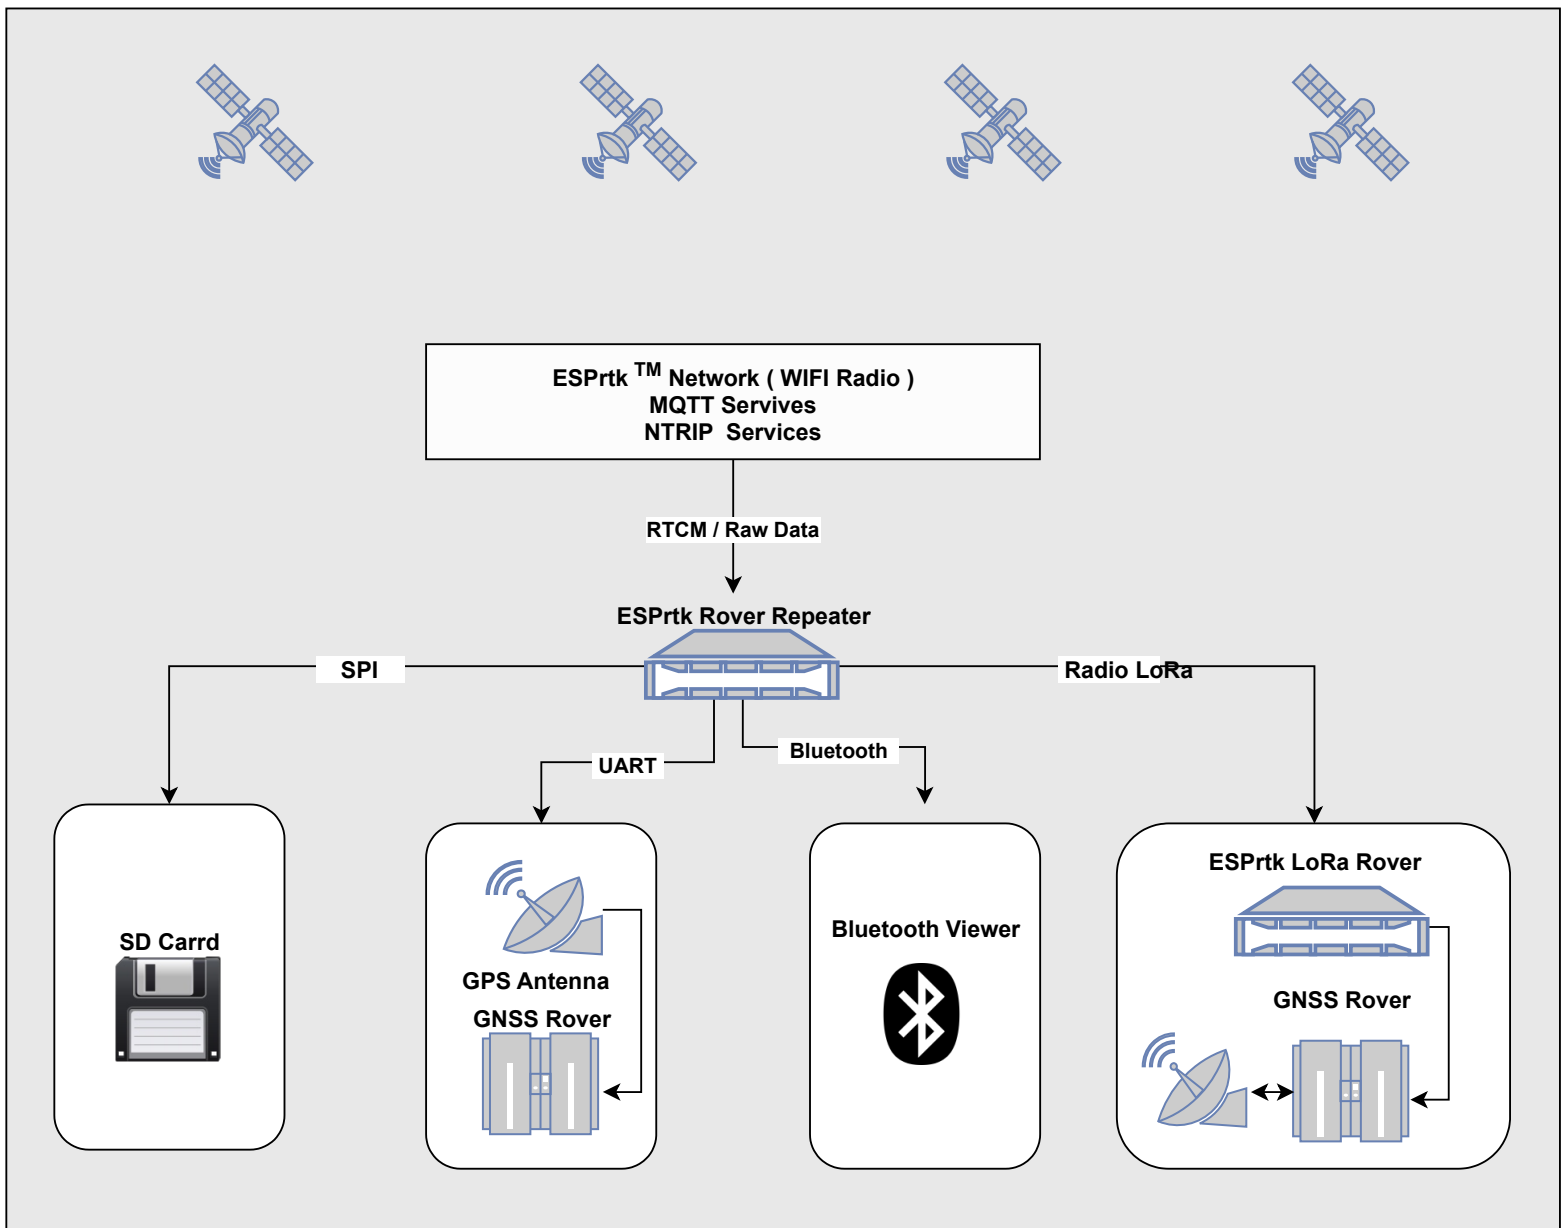 ESPrtk TM Network ( WIFI Radio )
MQTT Servives
NTRIP Services
RTCM / Raw Data
ESPrtk Rover Repeater
SPI
Radio LoRa
UART
Bluetooth
SD Carrd
GPS Antenna
GNSS Rover
Bluetooth Viewer
ESPrtk LoRa Rover
GNSS Rover